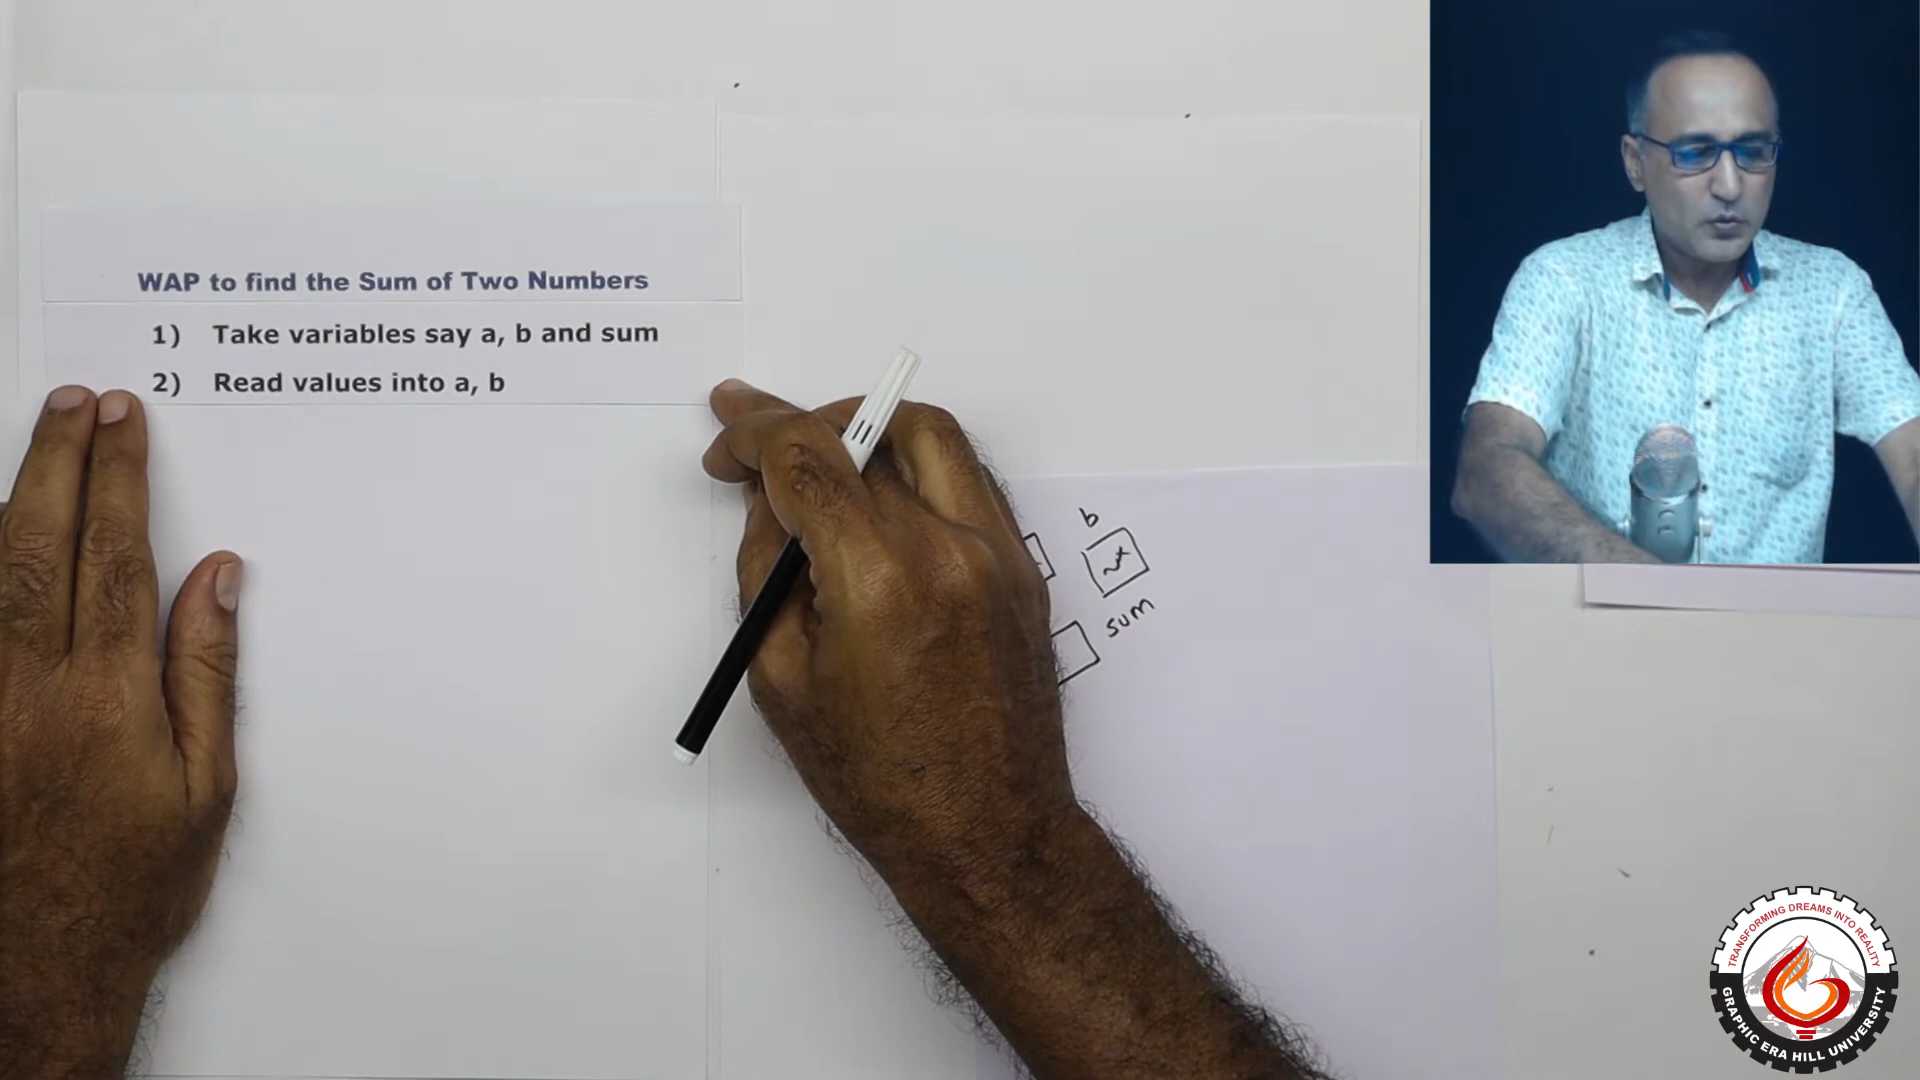 WAP to find the Sum of Two Numbers
1) Take variables say a, b and sum
2) Read values into a, b
b
sum
TRANSFORMING DREAMS INTO REALITY
GRAPHIC ERA HILL UNIVERSITY